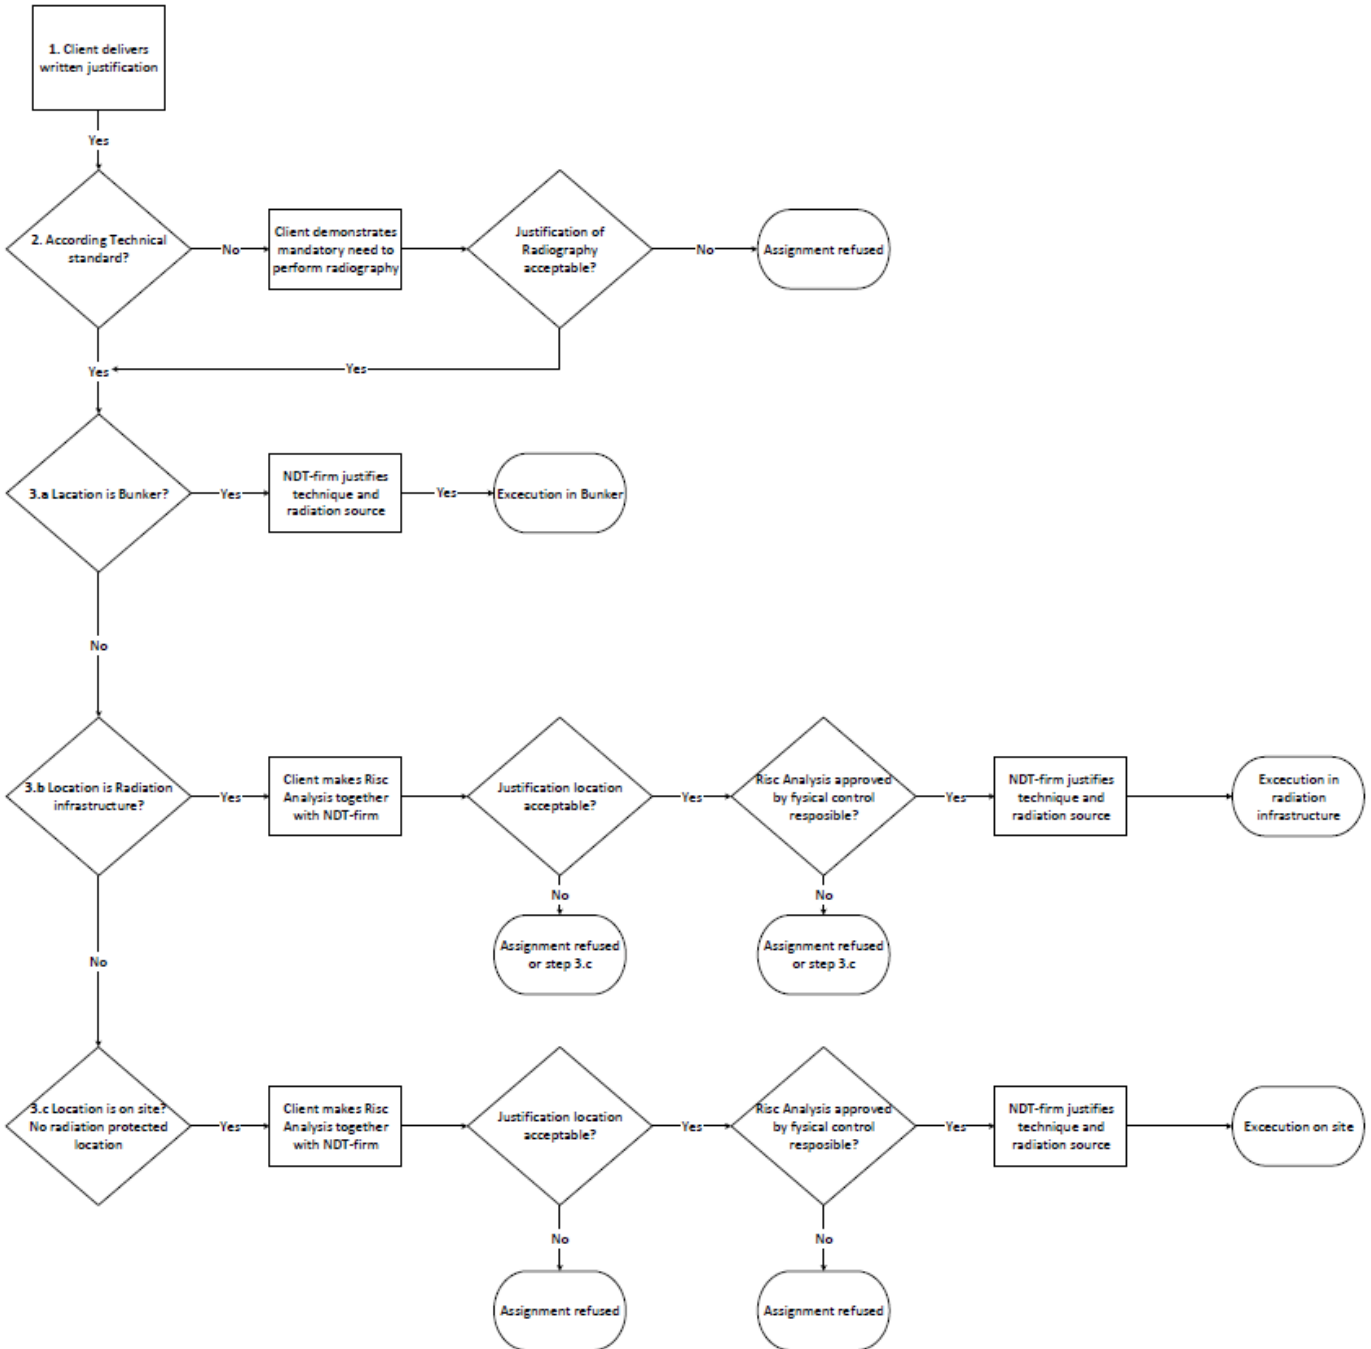 1. Client delivers
written justification
Yes
2. According Technical
standard?
No
Client demonstrates
mandatory need to
perform radiography
Justification of
Radiography
acceptable?
No
Assignment refused
Yes
Yes
3.a Lacation is Bunker?
Yes
NDT-firm justifies
technique and
radiation source
Yes
Excecution in Bunker
No
3.b Location is Radiation
infrastructure?
Yes
Client makes Risc
Analysis together
with NDT-firm
Justification location
acceptable?
Yes
Risc Analysis approved
by fysical control
resposible?
Yes
NDT-firm justifies
technique and
radiation source
Excecution in
radiation
infrastructure
No
Assignment refused
or step 3.c
No
Assignment refused
or step 3.c
No
3.c Location is on site?
No radiation protected
location
Yes
Client makes Risc
Analysis together
with NDT-firm
Justification location
acceptable?
Yes
Risc Analysis approved
by fysical control
resposible?
Yes
NDT-firm justifies
technique and
radiation source
Excecution on site
No
Assignment refused
No
Assignment refused